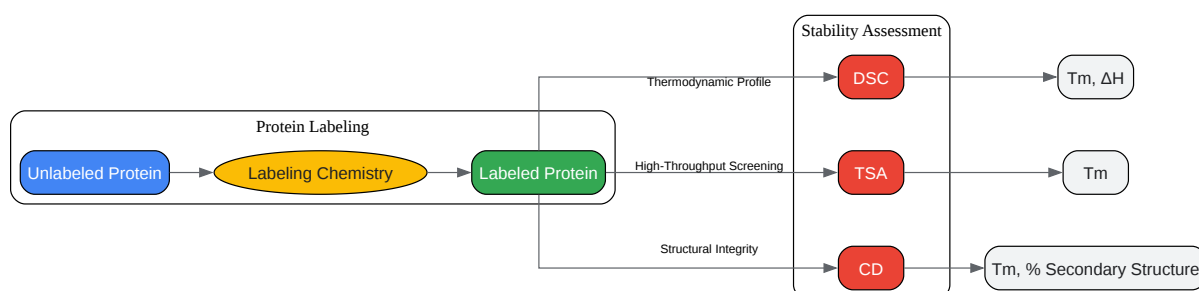 Stability Assessment
DSC
Tm, ΔH
Thermodynamic Profile
Protein Labeling
Unlabeled Protein
Labeling Chemistry
Labeled Protein
High-Throughput Screening
TSA
Tm
Structural Integrity
CD
Tm, % Secondary Structure